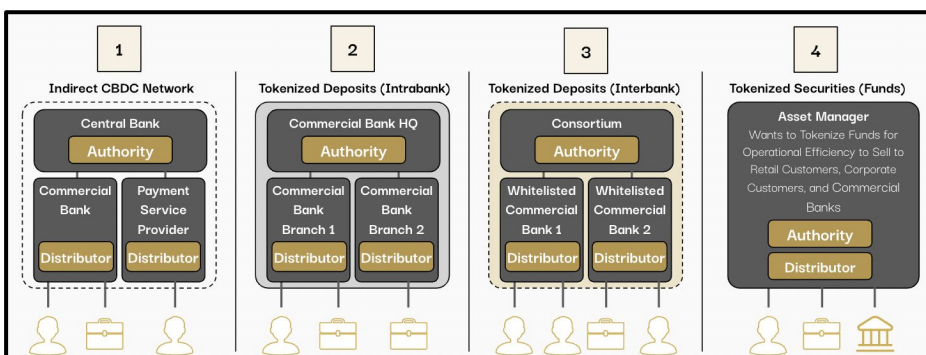 1
Indirect CBDC Network
Central Bank
Authority
Commercial
Bank
Distributor
Payment
Service
Provider
Distributor
2
Tokenized Deposits (Intrabank)
Commercial Bank HQ
Authority
Commercial
Bank
Branch 1
Distributor
Commercial
Bank
Branch 2
Distributor
3
Tokenized Deposits (Interbank)
Consortium
Authority
Whitelisted
Commercial
Bank 1
Distributor
Whitelisted
Commercial
Bank 2
Distributor
4
Tokenized Securities (Funds)
Asset Manager
Wants to Tokenize Funds for
Operational Efficiency to Sell to
Retail Customers, Corporate
Customers, and Commercial
Banks
Authority
Distributor